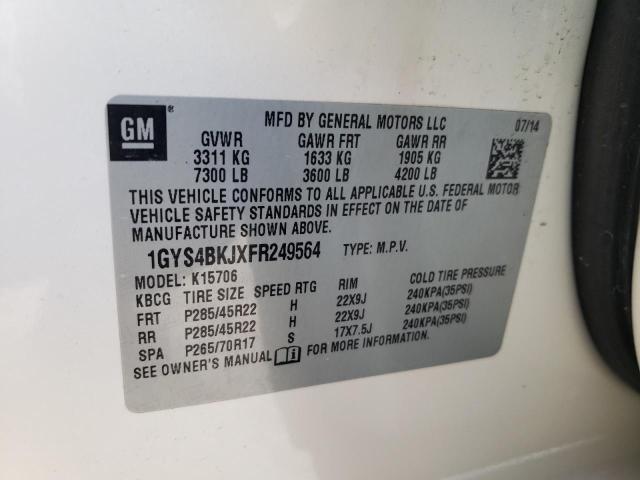 GM®
MFD BY GENERAL MOTORS LLC 07/14
GVWR GAWR FRT GAWR RR
3311 KG 1633 KG 1905 KG
7300 LB 3600 LB 4200 LB
THIS VEHICLE CONFORMS TO ALL APPLICABLE U.S. FEDERAL MOTOR
VEHICLE SAFETY STANDARDS IN EFFECT ON THE DATE OF
MANUFACTURE SHOWN ABOVE.
1GYS4BKJXFR249564 TYPE: M.P.V.
MODEL: K15706
KBCG TIRE SIZE SPEED RTG RIM COLD TIRE PRESSURE
FRT P285/45R22 H 22X9J 240KPA(35PSI)
RR P285/45R22 H 22X9J 240KPA(35PSI)
SPA P265/70R17 S 17X7.5J 240KPA(35PSI)
SEE OWNER'S MANUAL i FOR MORE INFORMATION.